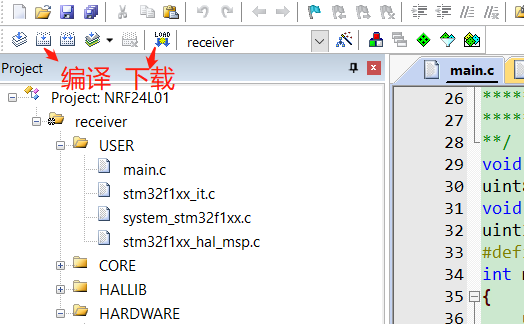 LOAD
receiver
Project
main.c
编译 下载
Project: NRF24L01
receiver
USER
main.c
stm32f1xx_it.c
system_stm32f1xx.c
stm32f1xx_hal_msp.c
CORE
HALLIB
HARDWARE
26 ****
27 ****
28 **/
29 void
30 uint8
31 void
32 uint
33 #def
34 int
35 {
36